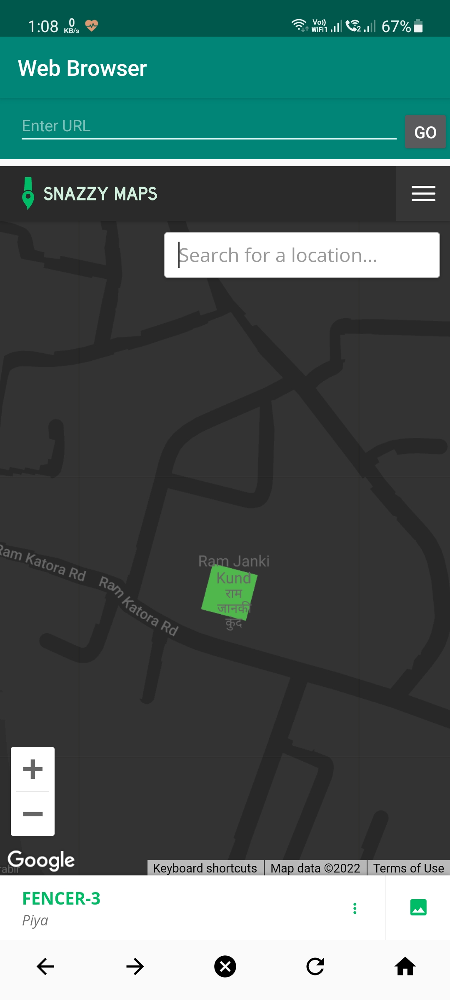 1:08 0 KB/s Vo)) WiFi1 2 67%
Web Browser
Enter URL
GO
SNAZZY MAPS
Search for a location...
Ram Katora Rd
Ram Katora Rd
Ram Janki
Kund
राम
जानकी
कुंद
+
−
Google
rabir
Keyboard shortcuts
Map data ©2022
Terms of Use
FENCER-3
Piya